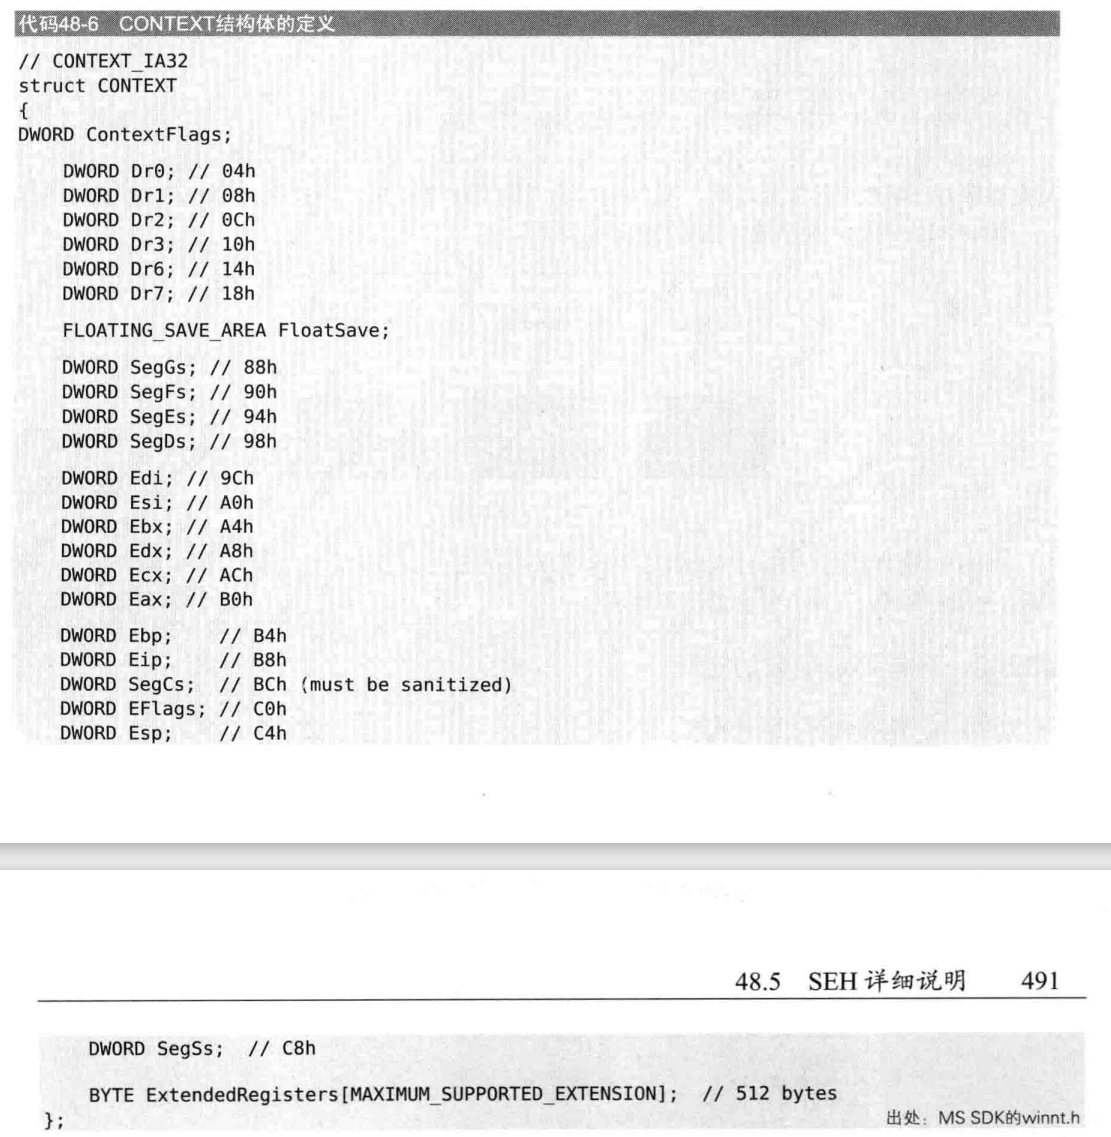 代码48-6 CONTEXT结构体的定义
// CONTEXT_IA32
struct CONTEXT
{
DWORD ContextFlags;
DWORD Dr0; // 04h
DWORD Dr1; // 08h
DWORD Dr2; // 0Ch
DWORD Dr3; // 10h
DWORD Dr6; // 14h
DWORD Dr7; // 18h
FLOATING_SAVE_AREA FloatSave;
DWORD SegGs; // 88h
DWORD SegFs; // 90h
DWORD SegEs; // 94h
DWORD SegDs; // 98h
DWORD Edi; // 9Ch
DWORD Esi; // A0h
DWORD Ebx; // A4h
DWORD Edx; // A8h
DWORD Ecx; // ACh
DWORD Eax; // B0h
DWORD Ebp; // B4h
DWORD Eip; // B8h
DWORD SegCs; // BCh (must be sanitized)
DWORD EFlags; // C0h
DWORD Esp; // C4h
48.5 SEH 详细说明 491
DWORD SegSs; // C8h
BYTE ExtendedRegisters[MAXIMUM_SUPPORTED_EXTENSION]; // 512 bytes
};
出处：MS SDK的winnt.h